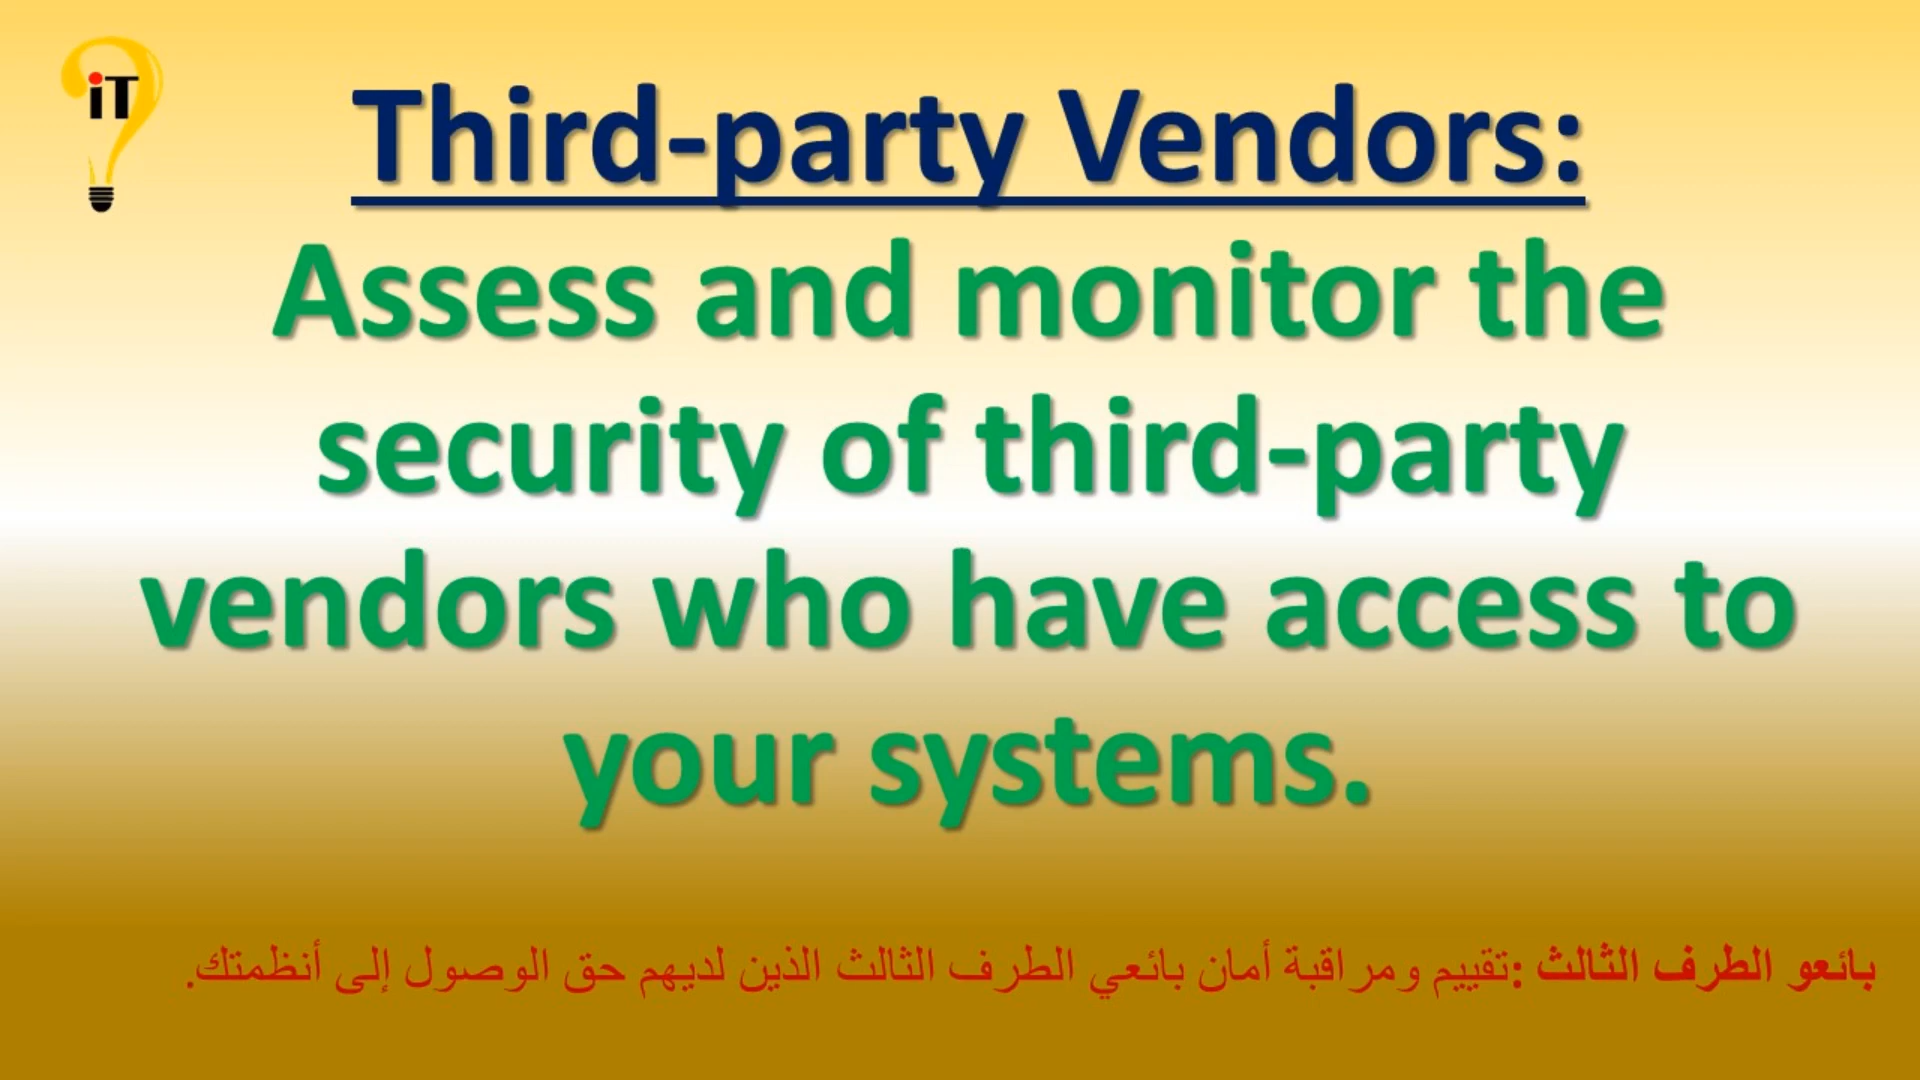 iT
Third-party Vendors:
Assess and monitor the
security of third-party
vendors who have access to
your systems.
بائعو الطرف الثالث :تقييم ومراقبة أمان بائعي الطرف الثالث الذين لديهم حق الوصول إلى أنظمتك.